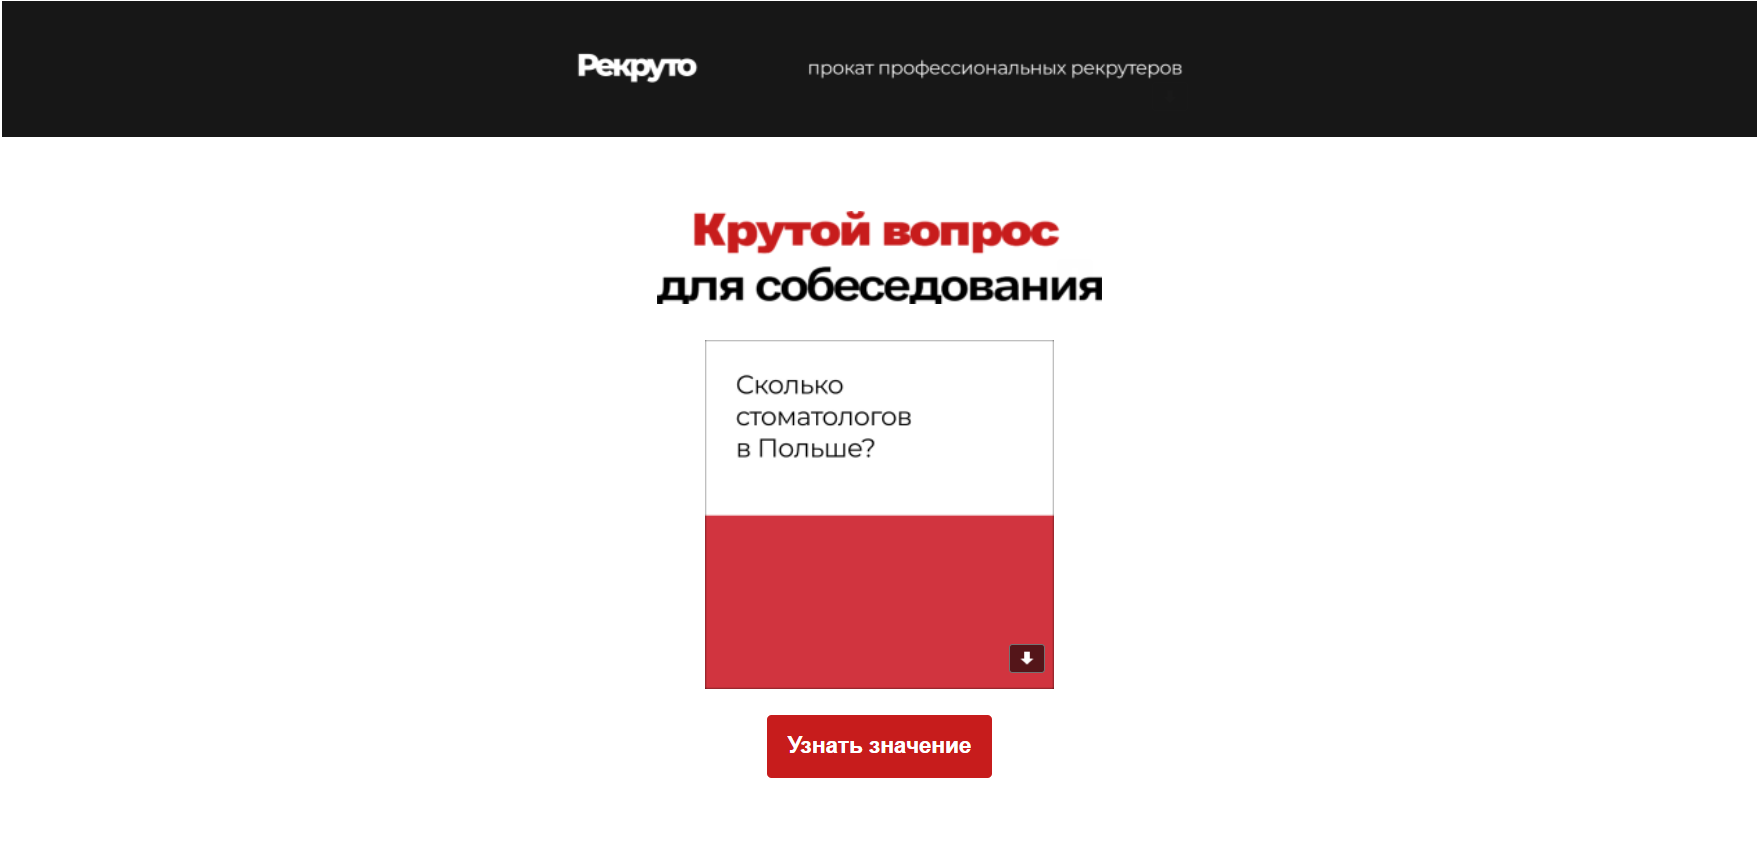 Рекруто
прокат профессиональных рекрутеров
Крутой вопрос
для собеседования
Сколько
стоматологов
в Польше?
Узнать значение